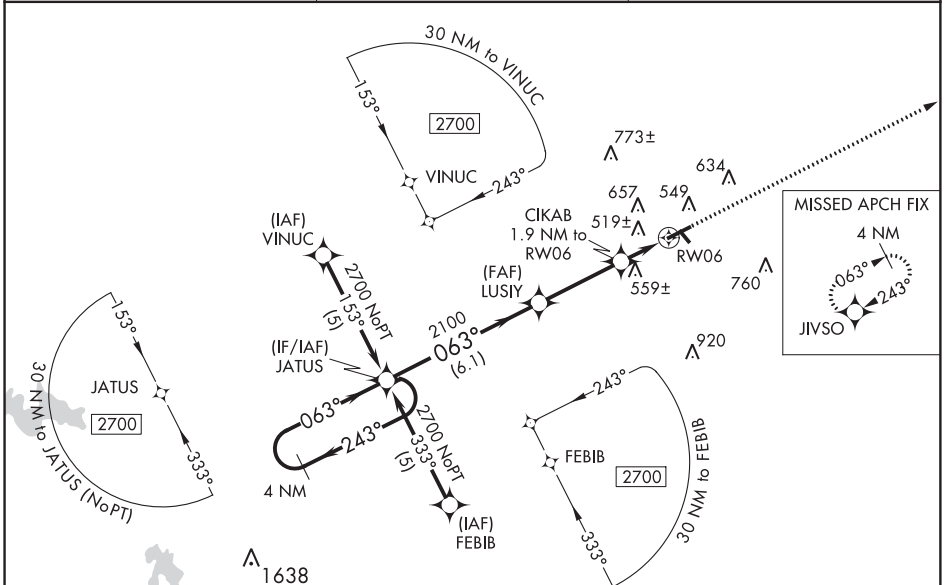 30 NM to VINUC
153°
2700
VINUC
243°
773±
634
657
549
519±
CIKAB
1.9 NM to
RW06
RW06
559±
760
920
MISSED APCH FIX
4 NM
063°
243°
JIVSO
(IAF)
VINUC
2700 NoPT
153°
(5)
(FAF)
LUSIY
2100
063°
(6.1)
(IF/IAF)
JATUS
063°
243°
4 NM
2700 NoPT
333°
(5)
(IAF)
FEBIB
153°
JATUS
2700
333°
30 NM to JATUS (NoPT)
243°
FEBIB
2700
333°
30 NM to FEBIB
1638